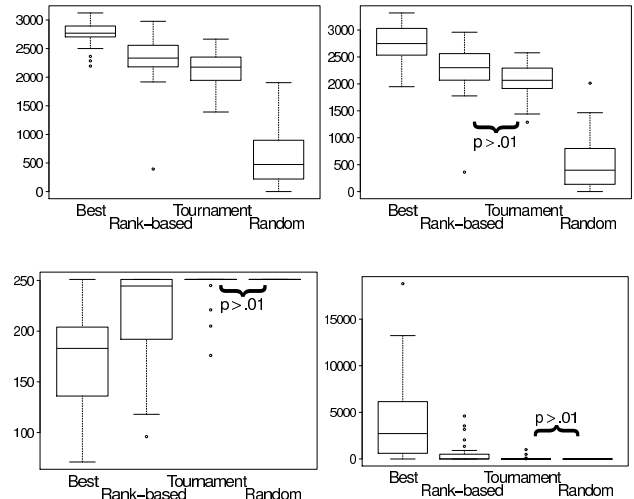 3000
2500
2000
1500
1000
500
0
Best Tournament
Rank−based Random
3000
2500
2000
1500
1000
500
0
p>.01
Best Tournament
Rank−based Random
250
200
150
100
p>.01
Best Tournament
Rank−based Random
15000
10000
5000
0
p>.01
Best Tournament
Rank−based Random